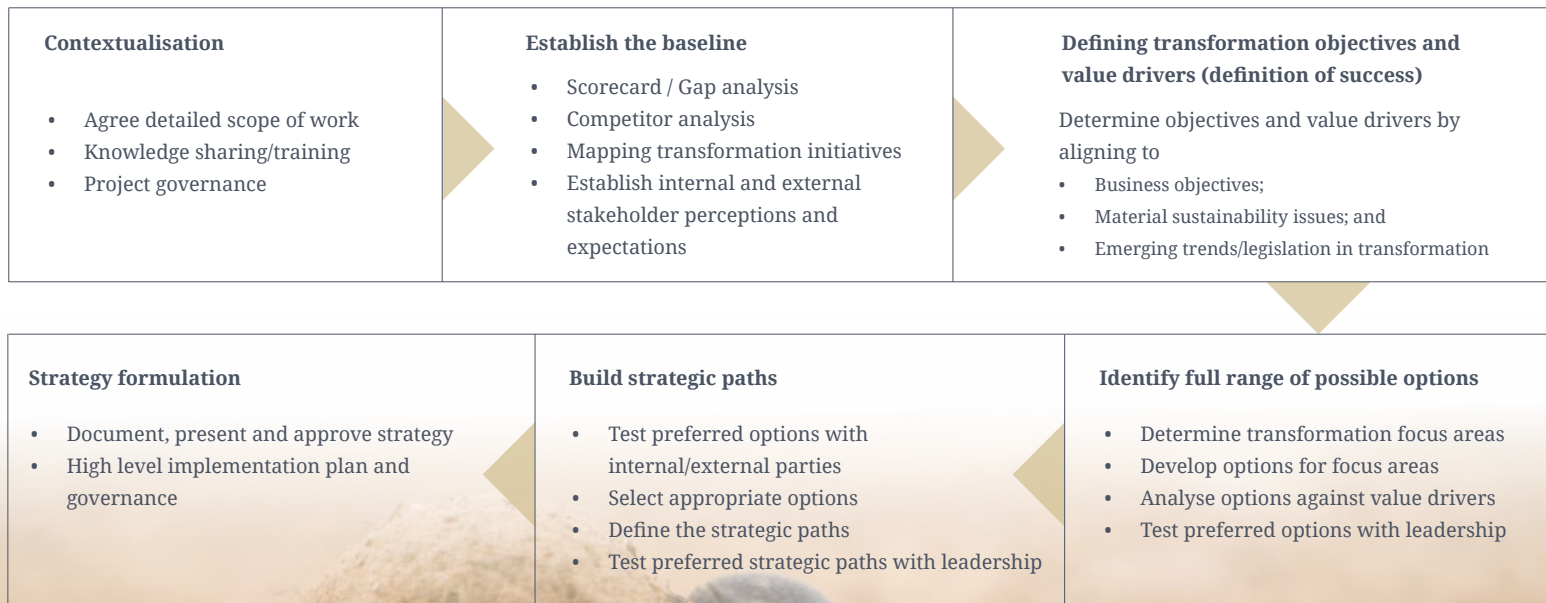 Contextualisation
• Agree detailed scope of work
• Knowledge sharing/training
• Project governance
Establish the baseline
• Scorecard / Gap analysis
• Competitor analysis
• Mapping transformation initiatives
• Establish internal and external
stakeholder perceptions and
expectations
Defining transformation objectives and
value drivers (definition of success)
Determine objectives and value drivers by
aligning to
• Business objectives;
• Material sustainability issues; and
• Emerging trends/legislation in transformation
Identify full range of possible options
• Determine transformation focus areas
• Develop options for focus areas
• Analyse options against value drivers
• Test preferred options with leadership
Build strategic paths
• Test preferred options with
internal/external parties
• Select appropriate options
• Define the strategic paths
• Test preferred strategic paths with leadership
Strategy formulation
• Document, present and approve strategy
• High level implementation plan and
governance